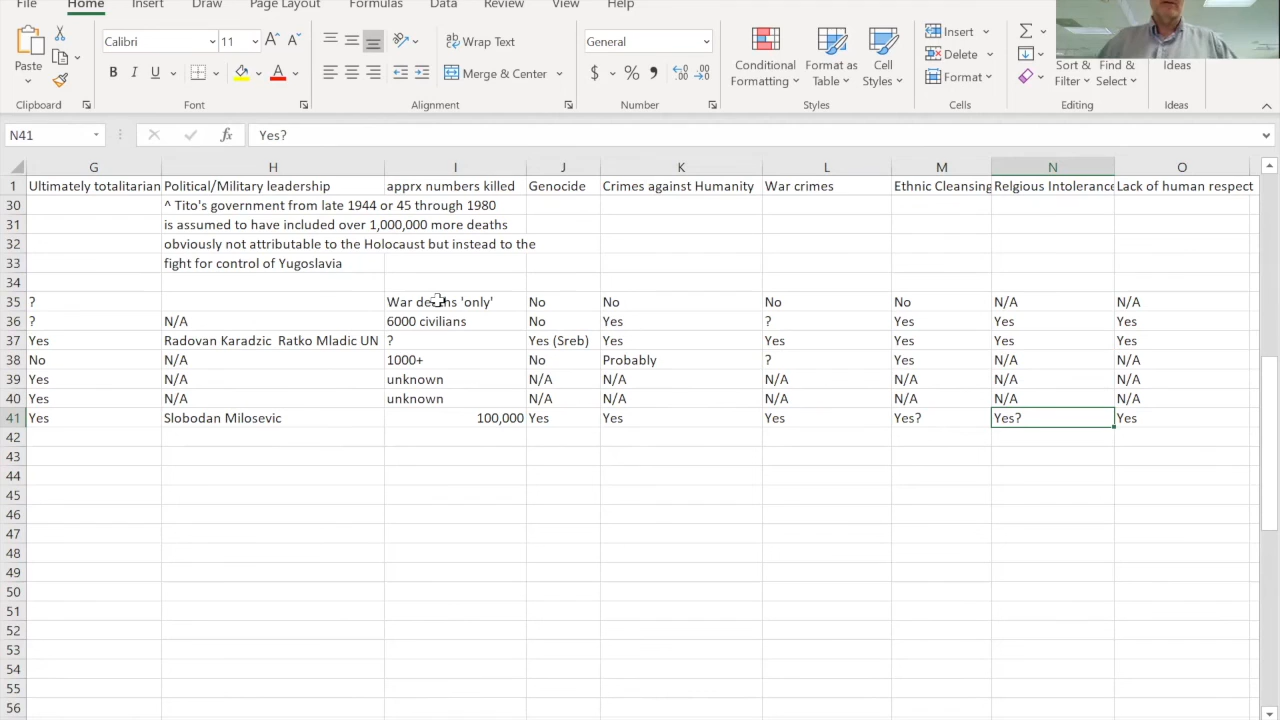 File Home Insert Draw Page Layout Formulas Data Review View Help
Calibri 11 Wrap Text General Insert
Paste B I U Merge & Center $ % Conditional Formatting Format as Table Cell Styles Delete Format Sort & Filter Find & Select Ideas
Clipboard Font Alignment Number Styles Cells Editing Ideas
N41 fx Yes?
G H I J K L M N O
1 Ultimately totalitarian Political/Military leadership apprx numbers killed Genocide Crimes against Humanity War crimes Ethnic Cleansing Relgious Intolerance Lack of human respect
30 ^ Tito's government from late 1944 or 45 through 1980
31 is assumed to have included over 1,000,000 more deaths
32 obviously not attributable to the Holocaust but instead to the
33 fight for control of Yugoslavia
34
35 ? War deaths 'only' No No No No N/A N/A
36 ? N/A 6000 civilians No Yes ? Yes Yes Yes
37 Yes Radovan Karadzic Ratko Mladic UN ? Yes (Sreb) Yes Yes Yes Yes Yes
38 No N/A 1000+ No Probably ? Yes N/A N/A
39 Yes N/A unknown N/A N/A N/A N/A N/A N/A
40 Yes N/A unknown N/A N/A N/A N/A N/A N/A
41 Yes Slobodan Milosevic 100,000 Yes Yes Yes Yes? Yes? Yes
42
43
44
45
46
47
48
49
50
51
52
53
54
55
56